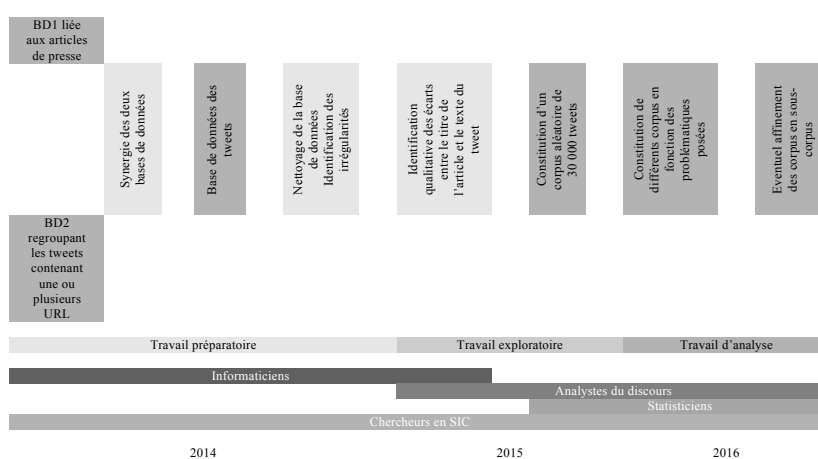 BD1 liée
aux articles
de presse
Synergie des deux
bases de données
Base de données des
tweets
Nettoyage de la base
de données
Identification des
irrégularités
Identification
qualitative des écarts
entre le titre de
l'article et le texte du
tweet
Constitution d'un
corpus aléatoire de
30 000 tweets
Constitution de
différents corpus en
fonction des
problématiques
posées
Eventuel affinement
des corpus en sous-
corpus
BD2
regroupant
les tweets
contenant
une ou
plusieurs
URL
Travail préparatoire
Travail exploratoire
Travail d'analyse
Informaticiens
Analystes du discours
Statisticiens
Chercheurs en SIC
2014
2015
2016